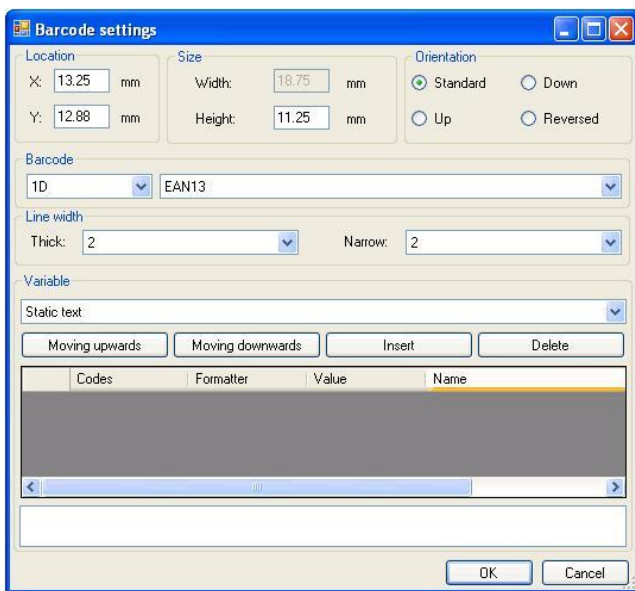 Barcode settings
Location
X: 13.25 mm
Y: 12.88 mm
Size
Width: 18.75 mm
Height: 11.25 mm
Orientation
Standard Down
Up Reversed
Barcode
1D EAN13
Line width
Thick: 2 Narrow: 2
Variable
Static text
Moving upwards Moving downwards Insert Delete
Codes Formatter Value Name
OK Cancel